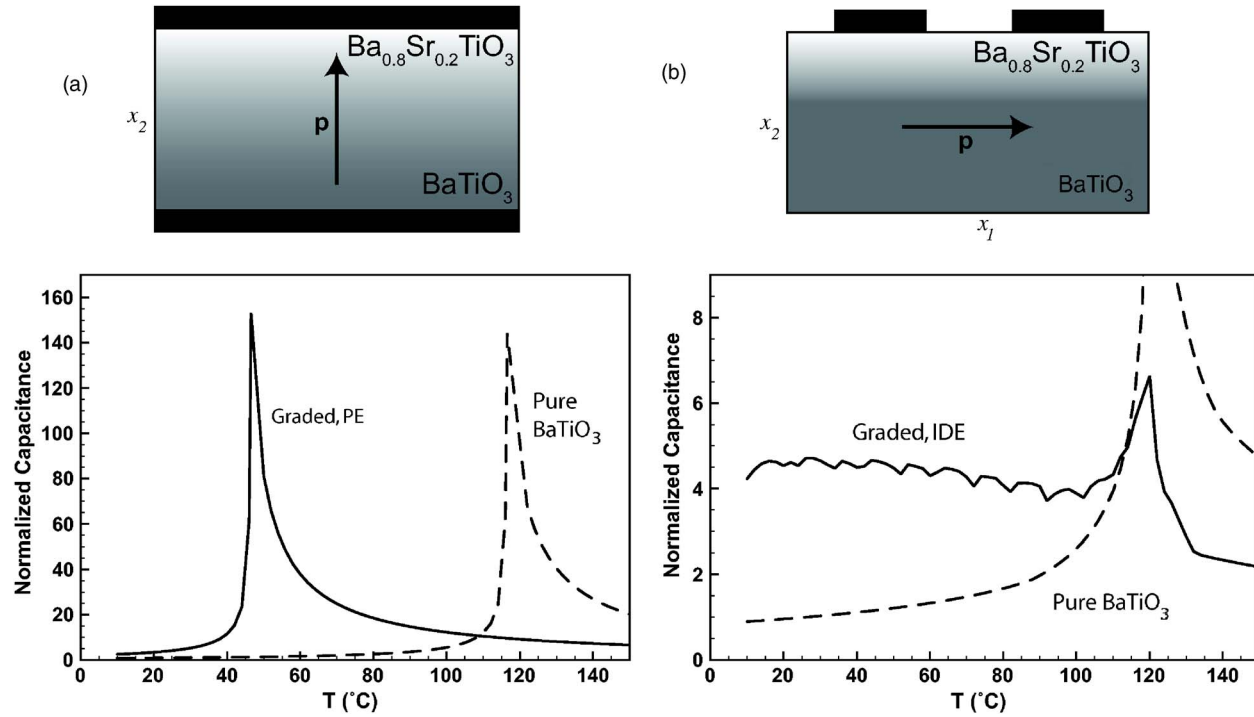 (a)
Ba0.8Sr0.2TiO3
x2
p
BaTiO3
(b)
Ba0.8Sr0.2TiO3
x2
p
BaTiO3
x1
Normalized Capacitance
160
140
120
100
80
60
40
20
0
Graded, PE
Pure
BaTiO3
20 40 60 80 100 120 140
T (˚C)
Normalized Capacitance
8
6
4
2
0
Graded, IDE
Pure BaTiO3
0 20 40 60 80 100 120 140
T (˚C)